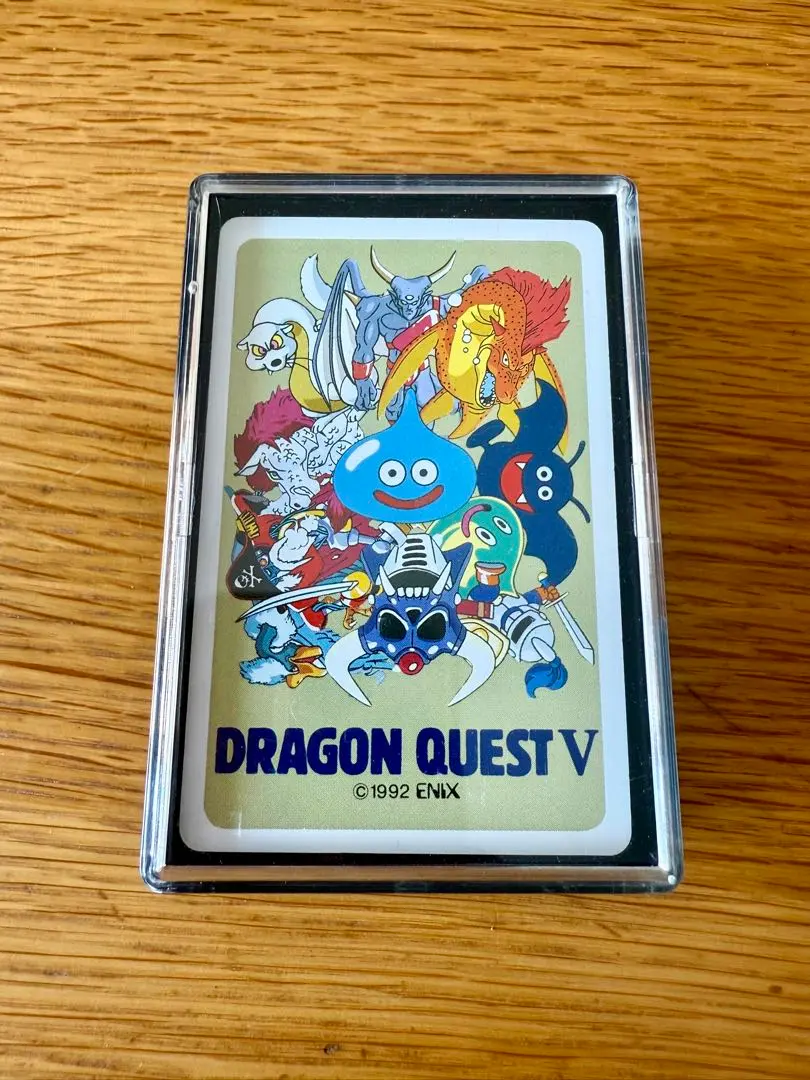 DRAGON QUEST V
©1992 ENIX